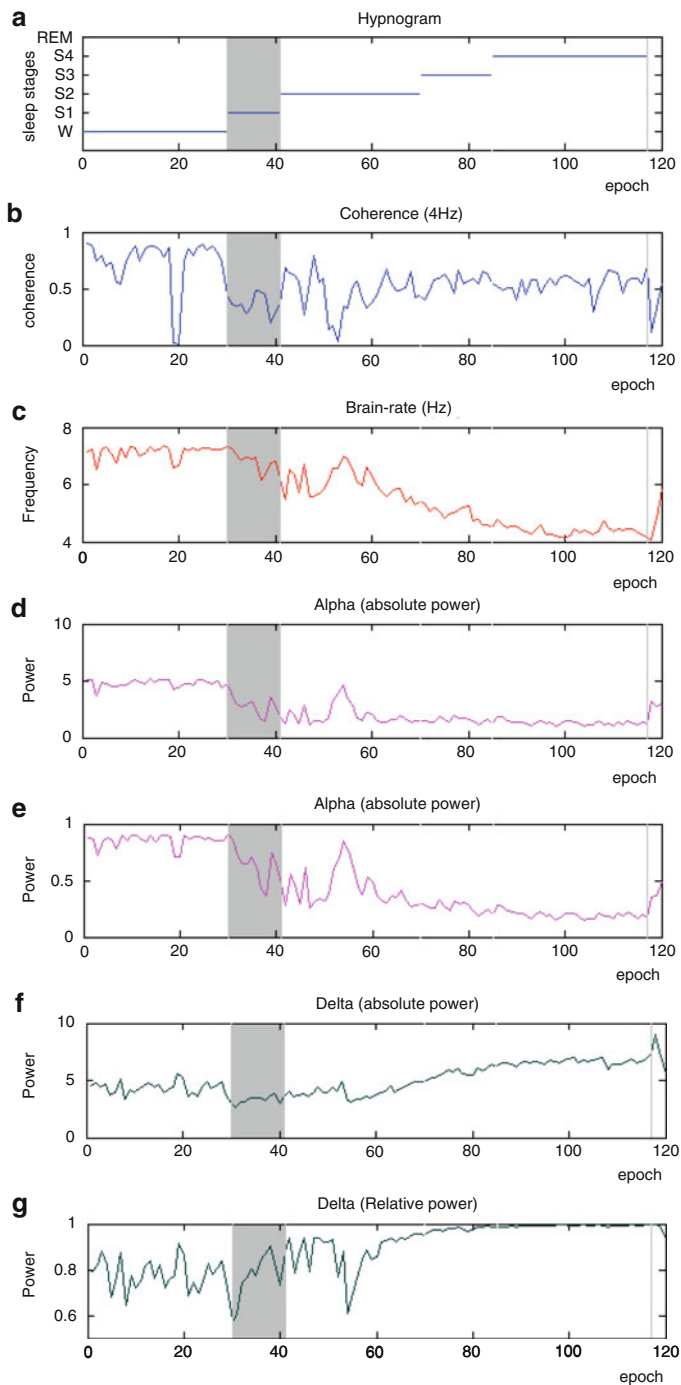 a
Hypnogram
REM
S4
S3
S2
S1
W
sleep stages
0 20 40 60 80 100 120
epoch
b
Coherence (4Hz)
1
0.5
0
coherence
0 20 40 60 80 100 120
epoch
c
Brain-rate (Hz)
8
6
4
Frequency
0 20 40 60 80 100 120
epoch
d
Alpha (absolute power)
10
5
0
Power
0 20 40 60 80 100 120
epoch
e
Alpha (absolute power)
1
0.5
0
Power
0 20 40 60 80 100 120
epoch
f
Delta (absolute power)
10
5
0
Power
0 20 40 60 80 100 120
epoch
g
Delta (Relative power)
1
0.8
0.6
Power
0 20 40 60 80 100 120
epoch